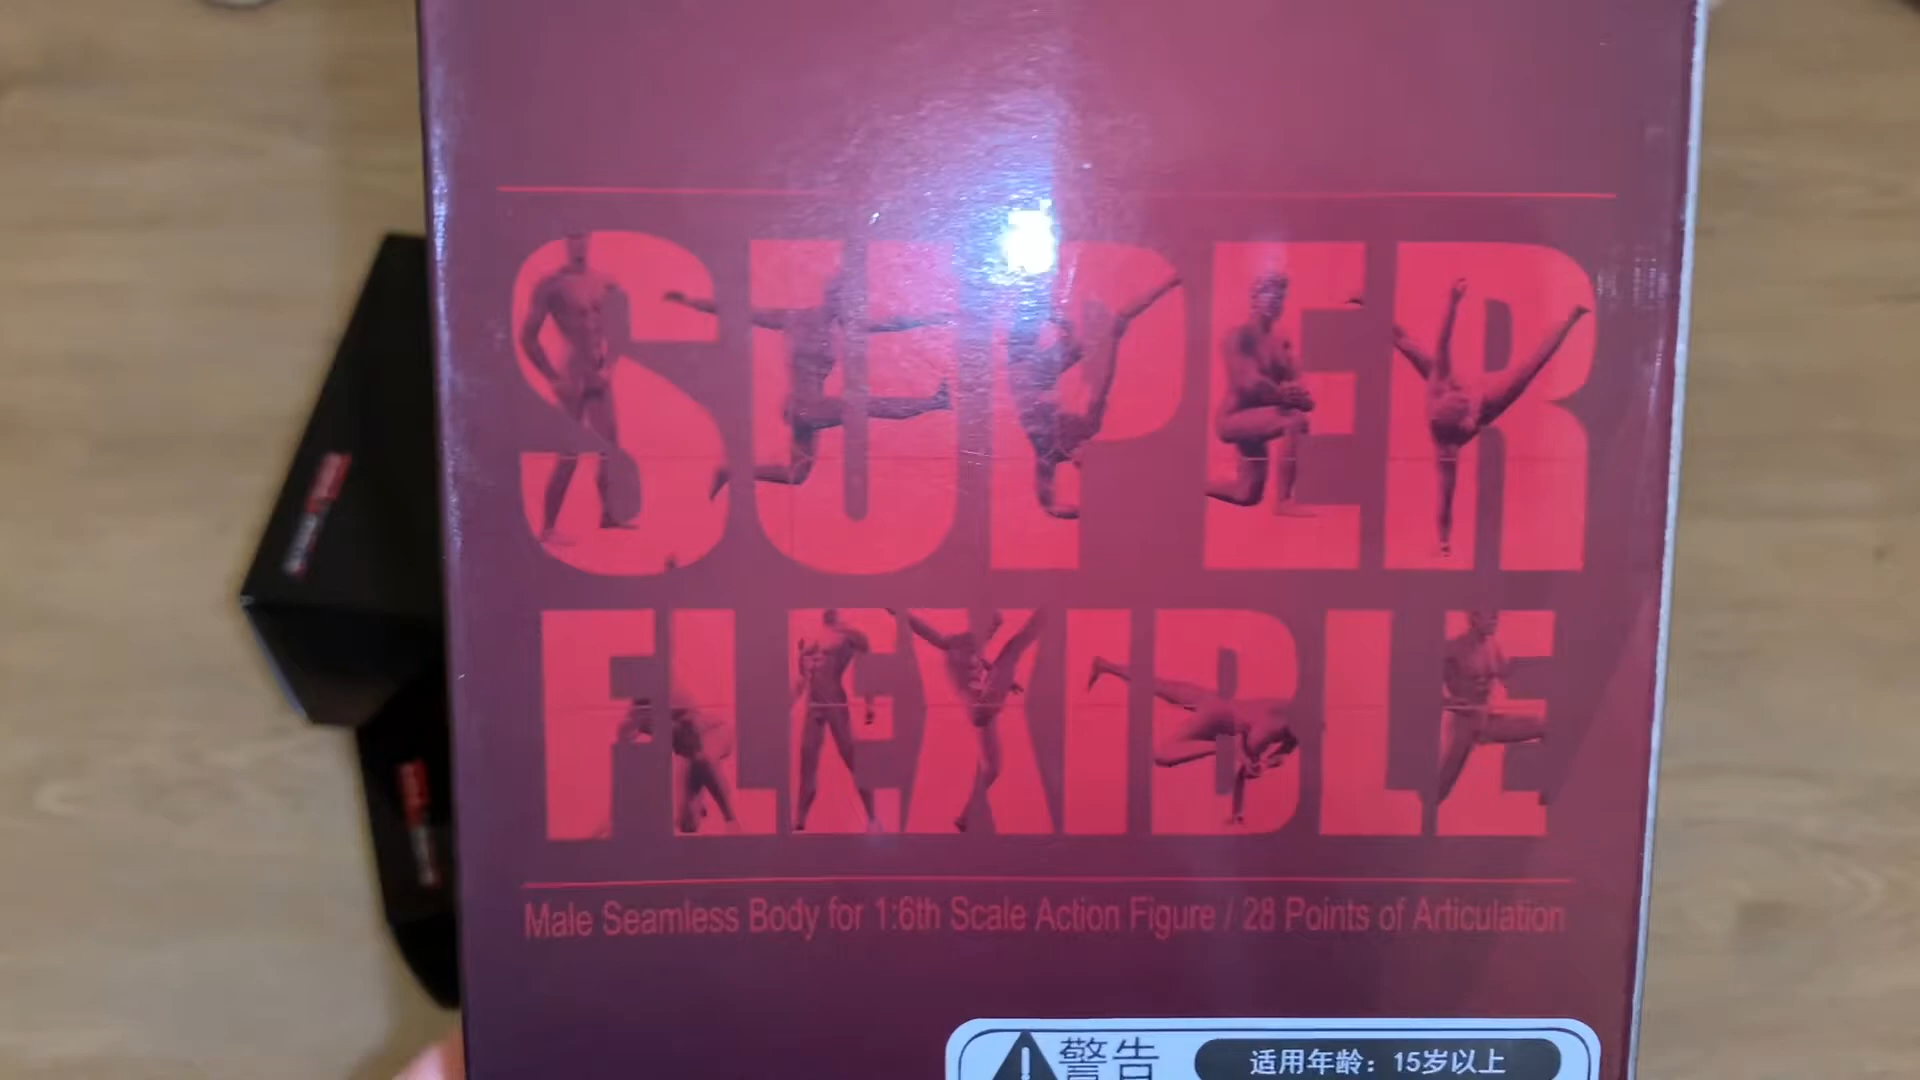 SUPER
FLEXIBLE
Male Seamless Body for 1:6th Scale Action Figure / 28 Points of Articulation
警告
适用年龄：15岁以上